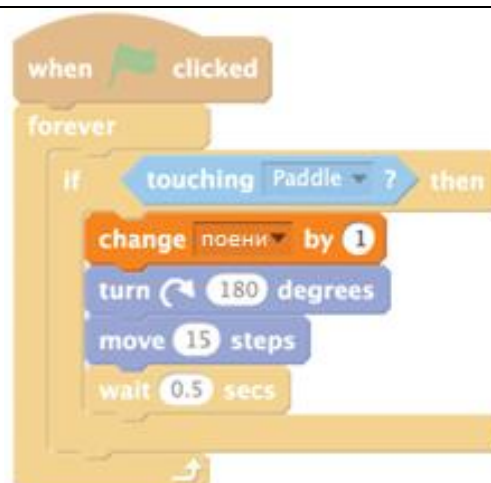 when clicked
forever
if touching Paddle ? then
change поени by 1
turn 180 degrees
move 15 steps
wait 0.5 secs